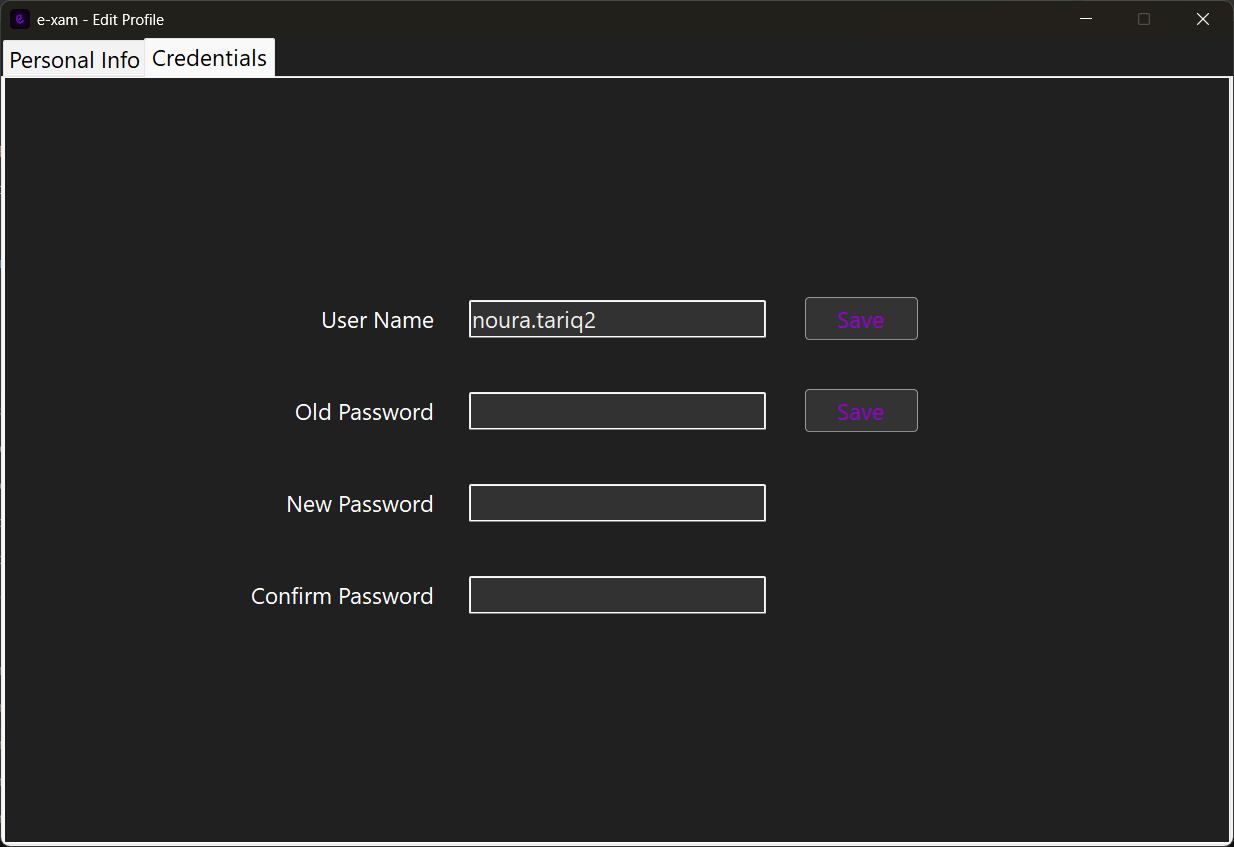 e-xam - Edit Profile
Personal Info Credentials
User Name noura.tariq2 Save
Old Password Save
New Password
Confirm Password